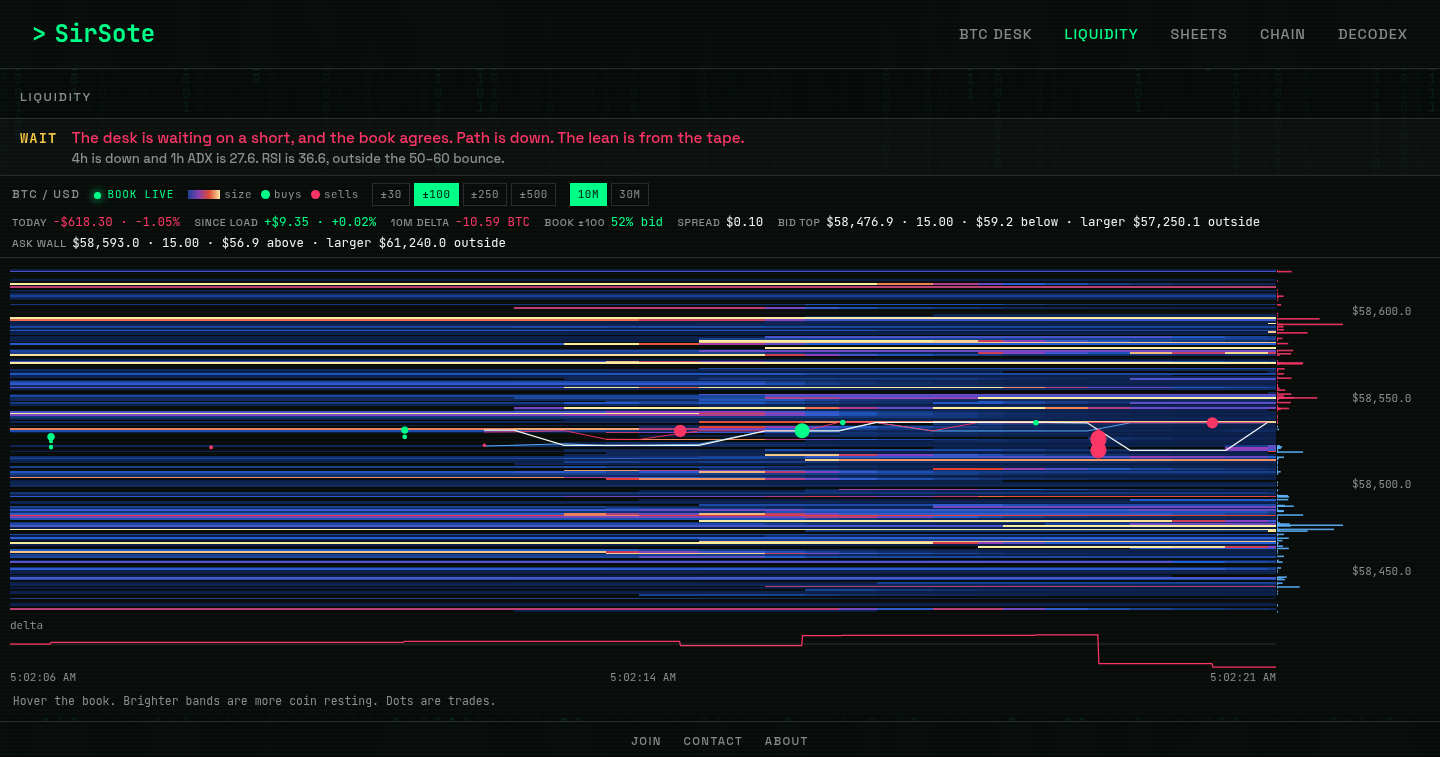 > SirSote
BTC DESK LIQUIDITY SHEETS CHAIN DECODEX
LIQUIDITY
WAIT The desk is waiting on a short, and the book agrees. Path is down. The lean is from the tape.
4h is down and 1h ADX is 27.6. RSI is 36.6, outside the 50–60 bounce.
BTC / USD BOOK LIVE size buys sells ±30 ±100 ±250 ±500 10M 30M
TODAY -$618.30 · -1.05% SINCE LOAD +$9.35 · +0.02% 10M DELTA -10.59 BTC BOOK ±100 52% bid SPREAD $0.10 BID TOP $58,476.9 · 15.00 · $59.2 below · larger $57,250.1 outside
ASK WALL $58,593.0 · 15.00 · $56.9 above · larger $61,240.0 outside
$58,600.0
$58,550.0
$58,500.0
$58,450.0
delta
5:02:06 AM 5:02:14 AM 5:02:21 AM
Hover the book. Brighter bands are more coin resting. Dots are trades.
JOIN CONTACT ABOUT